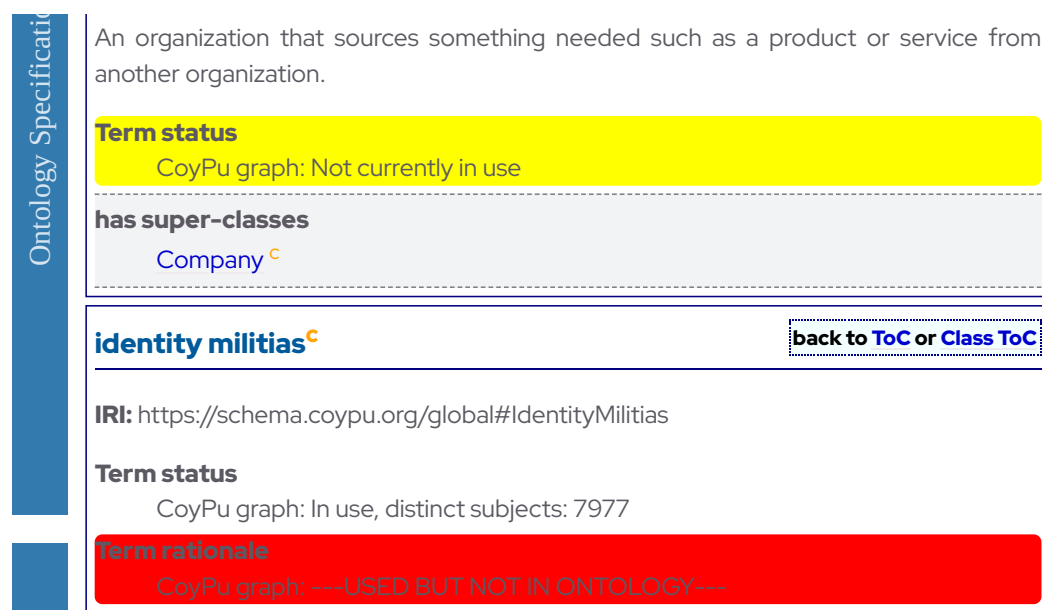 Ontology Specificatio
An organization that sources something needed such as a product or service from
another organization.
Term status
CoyPu graph: Not currently in use
has super-classes
Company c
identity militias c
back to ToC or Class ToC
IRI: https://schema.coypu.org/global#IdentityMilitias
Term status
CoyPu graph: In use, distinct subjects: 7977
Term rationale
CoyPu graph: ---USED BUT NOT IN ONTOLOGY---